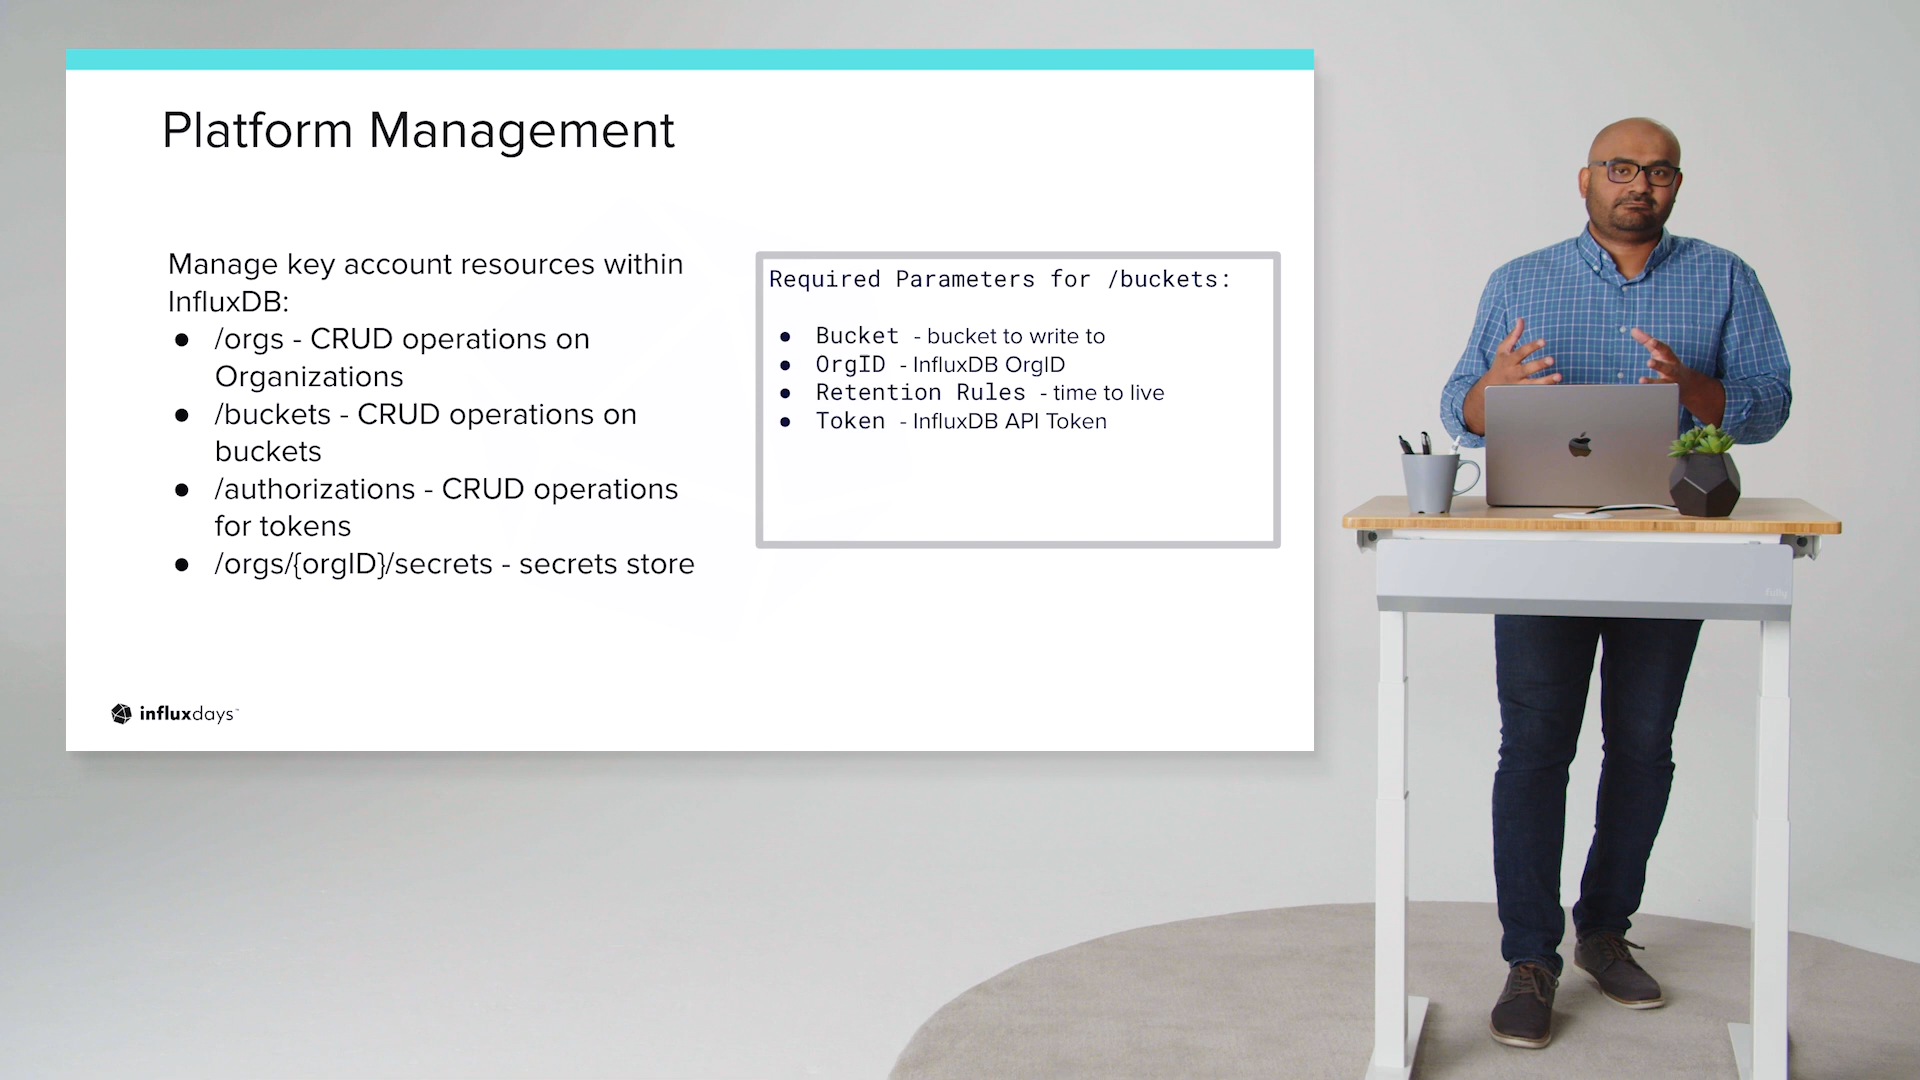 Platform Management
Manage key account resources within
InfluxDB:
● /orgs - CRUD operations on
Organizations
● /buckets - CRUD operations on
buckets
● /authorizations - CRUD operations
for tokens
● /orgs/{orgID}/secrets - secrets store
Required Parameters for /buckets:
● Bucket - bucket to write to
● OrgID - InfluxDB OrgID
● Retention Rules - time to live
● Token - InfluxDB API Token
influxdays™
fully